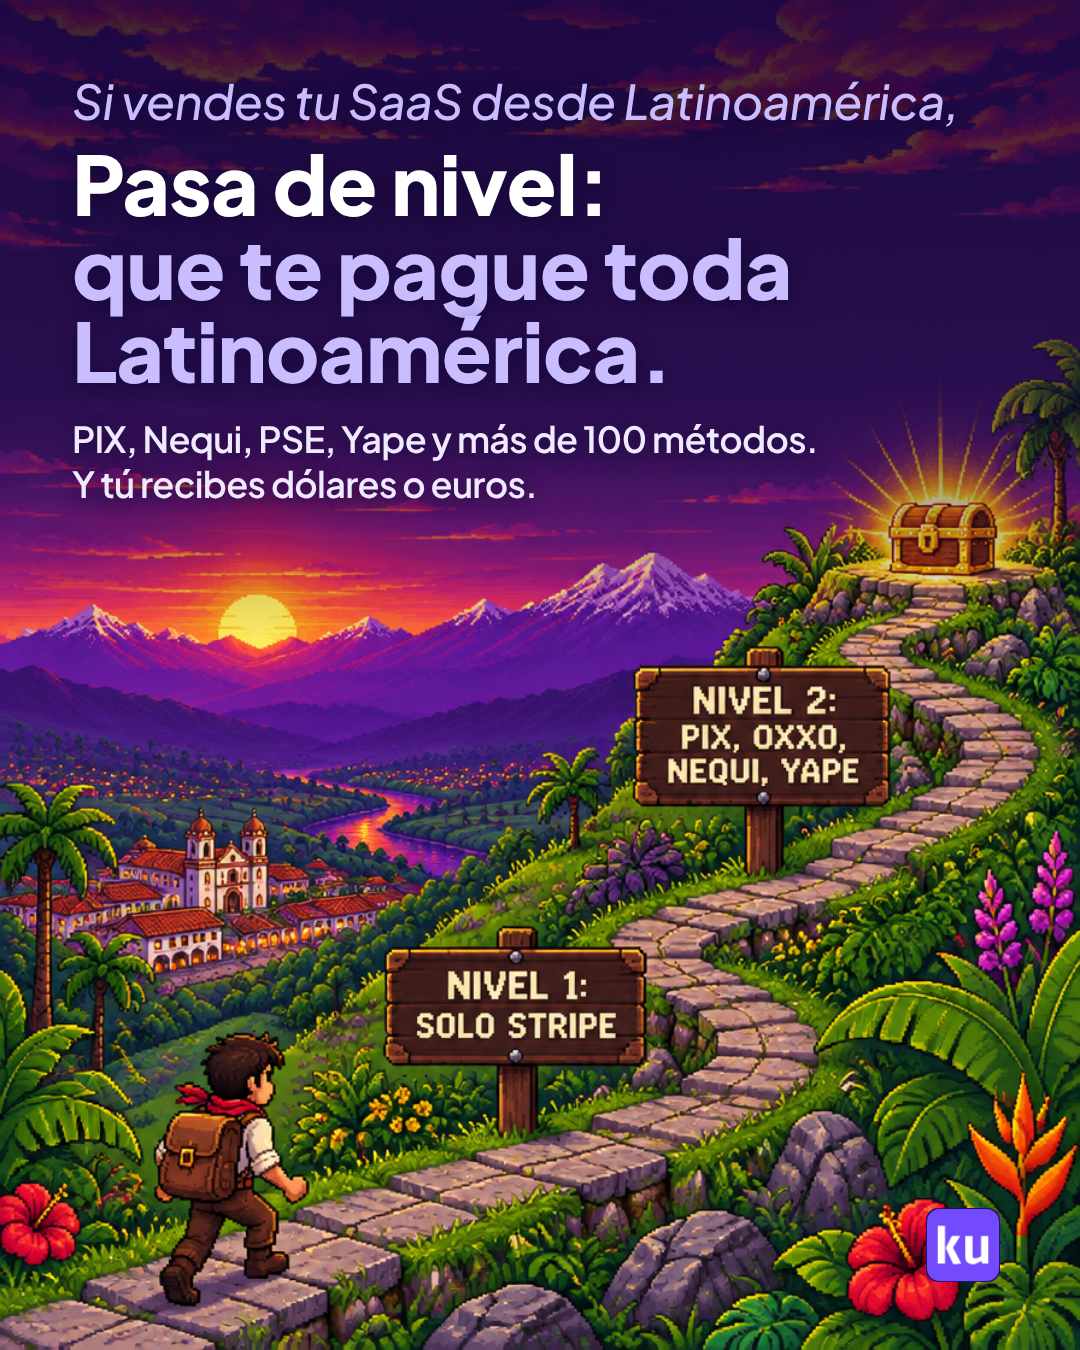 Si vendes tu SaaS desde Latinoamérica,
Pasa de nivel:
que te pague toda
Latinoamérica.
PIX, Nequi, PSE, Yape y más de 100 métodos.
Y tú recibes dólares o euros.
NIVEL 2:
PIX, OXXO,
NEQUI, YAPE
NIVEL 1:
SOLO STRIPE
ku